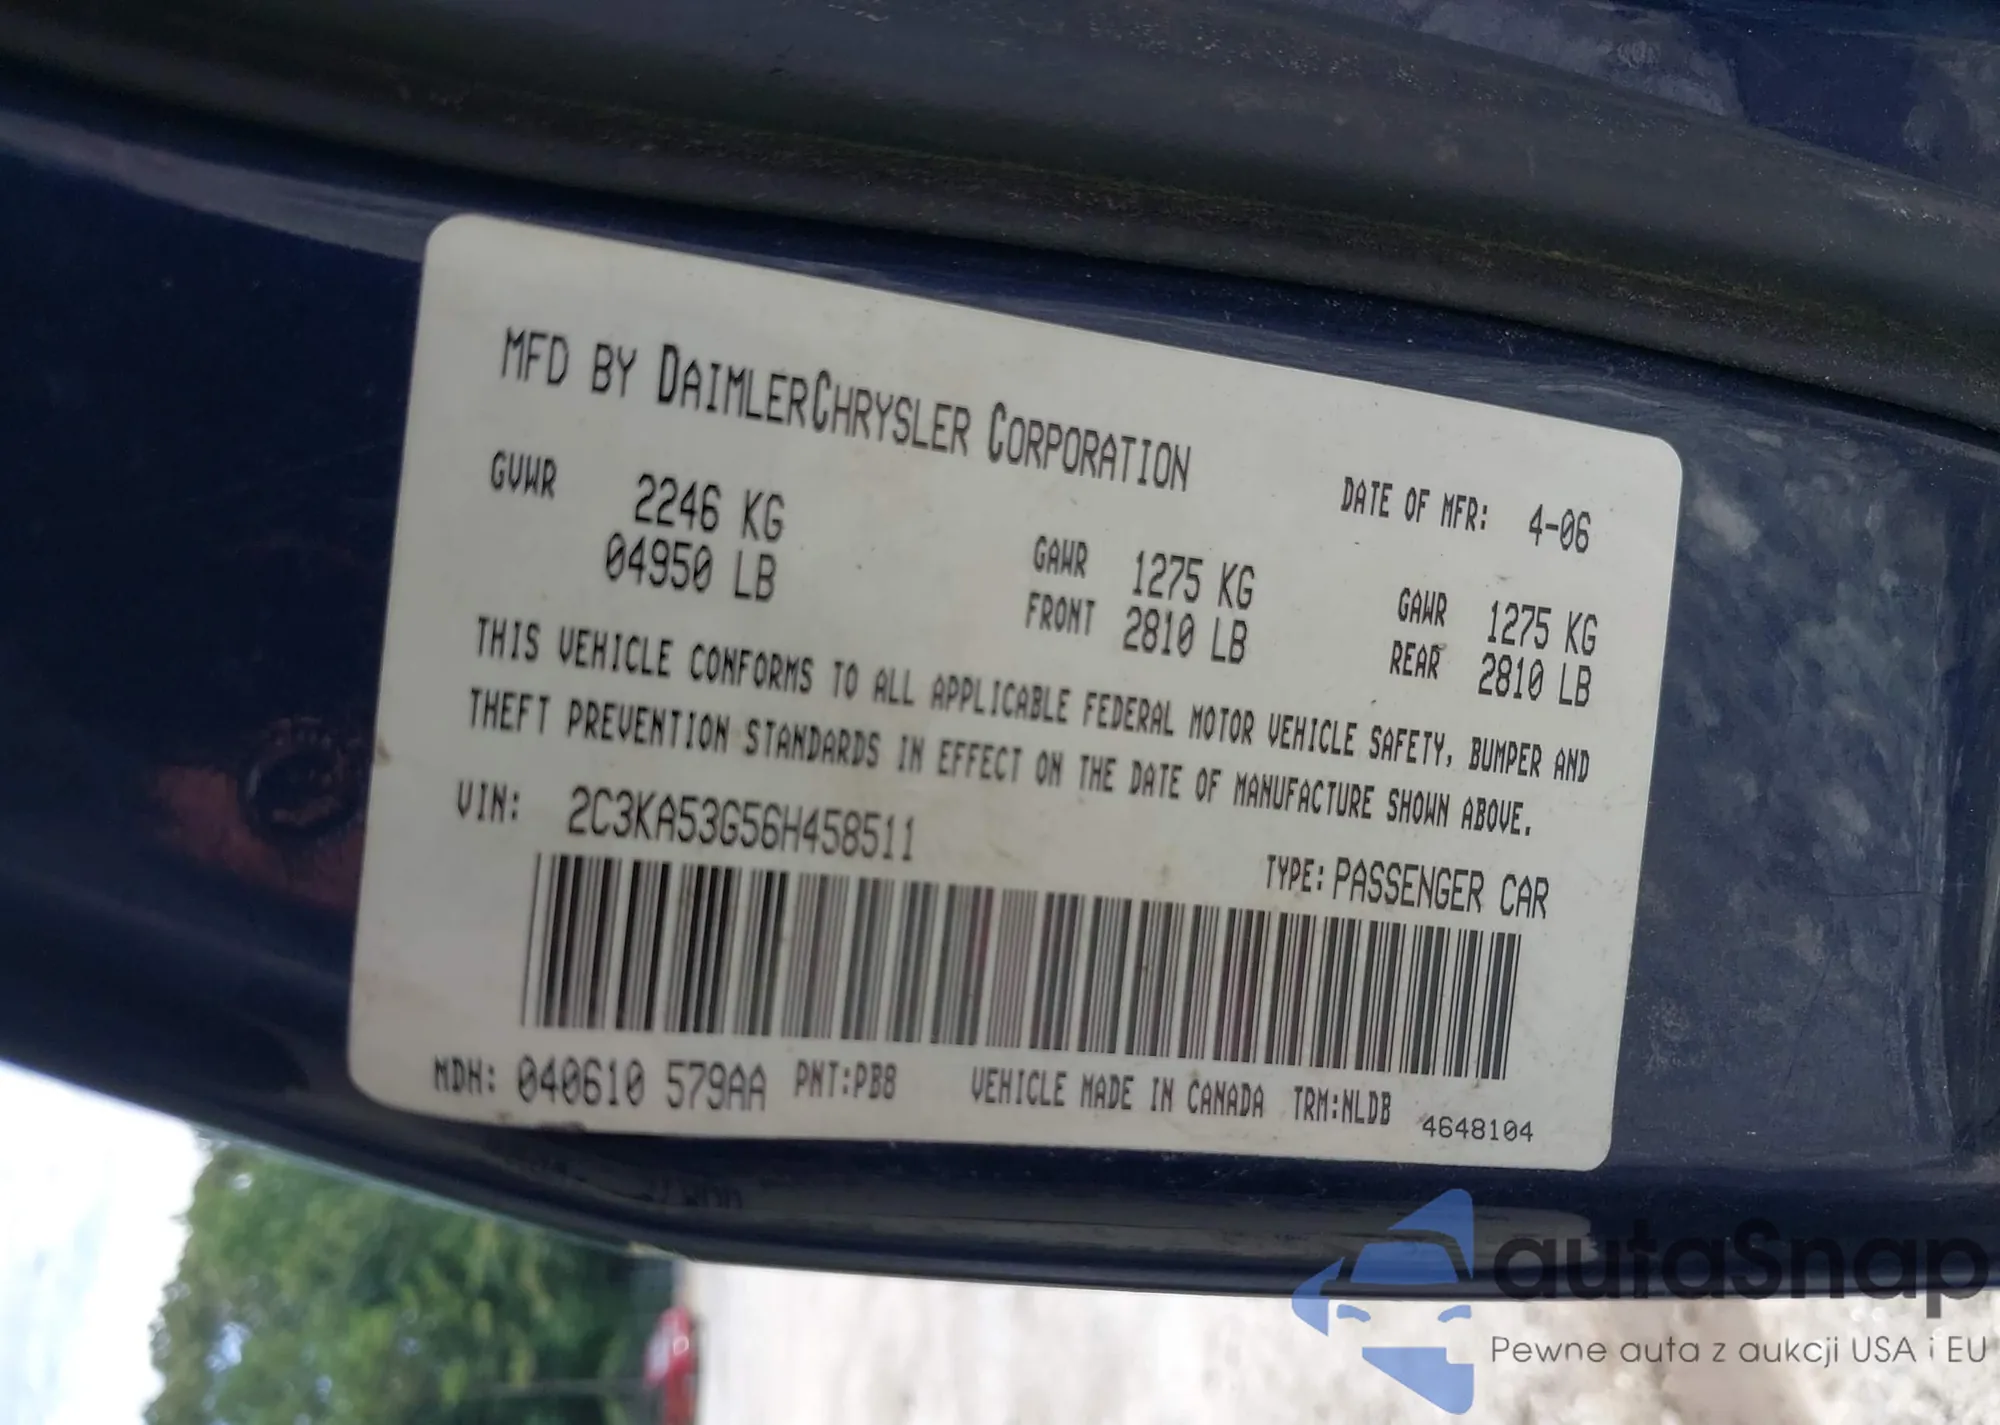 MFD BY DAIMLERCHRYSLER CORPORATION
DATE OF MFR: 4-06
GVWR 2246 KG
04950 LB
GAWR 1275 KG
FRONT 2810 LB
GAWR 1275 KG
REAR 2810 LB
THIS VEHICLE CONFORMS TO ALL APPLICABLE FEDERAL MOTOR VEHICLE SAFETY, BUMPER AND
THEFT PREVENTION STANDARDS IN EFFECT ON THE DATE OF MANUFACTURE SHOWN ABOVE.
VIN: 2C3KA53G56H458511
TYPE: PASSENGER CAR
MDH: 040610 579AA PNT:PB8 VEHICLE MADE IN CANADA TRM:NLDB 4648104
autaSnap
Pewne auta z aukcji USA i EU